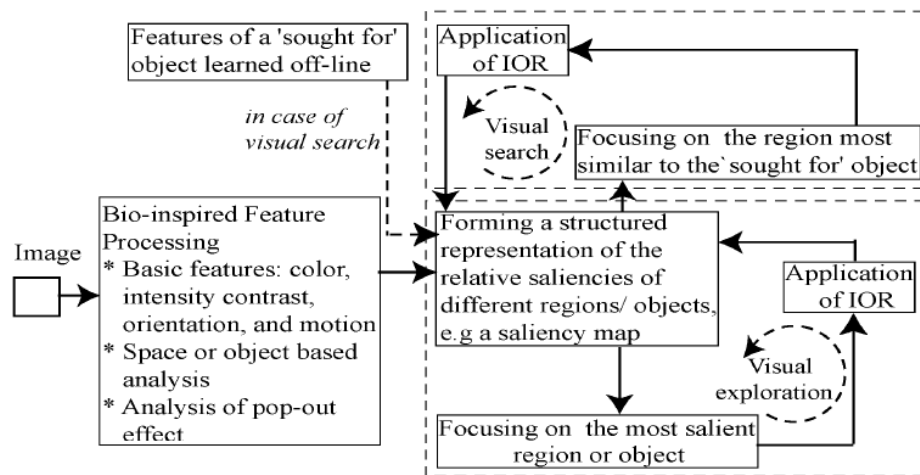 Features of a 'sought for'
object learned off-line
in case of
visual search
Application
of IOR
Visual
search
Focusing on the region most
similar to the`sought for' object
Image
Bio-inspired Feature
Processing
* Basic features: color,
intensity contrast,
orientation, and motion
* Space or object based
analysis
* Analysis of pop-out
effect
Forming a structured
representation of the
relative saliencies of
different regions/ objects,
e.g a saliency map
Application
of IOR
Visual
exploration
Focusing on the most salient
region or object